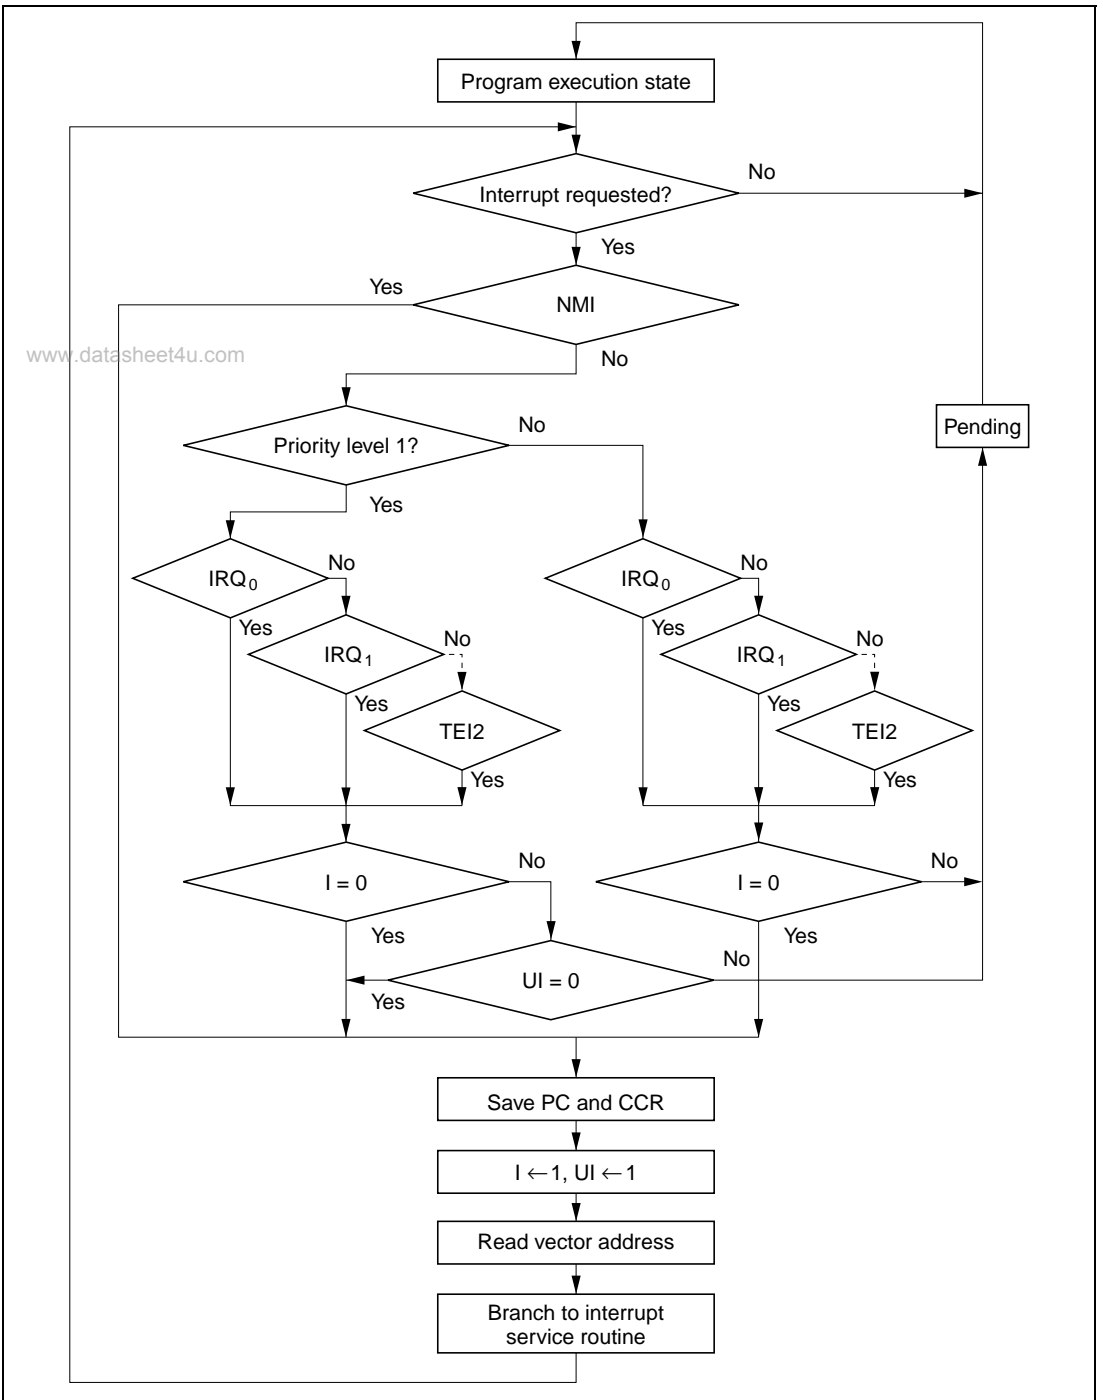 Program execution state
No
Interrupt requested?
Yes
Yes
NMI
www.datasheet4u.com
No
No
Pending
Priority level 1?
Yes
No
No
IRQ0
IRQ0
Yes
No
Yes
No
IRQ1
IRQ1
Yes
Yes
TEI2
TEI2
Yes
Yes
No
No
I = 0
I = 0
Yes
Yes
No
UI = 0
Yes
Save PC and CCR
I ←1, UI ←1
Read vector address
Branch to interrupt
service routine